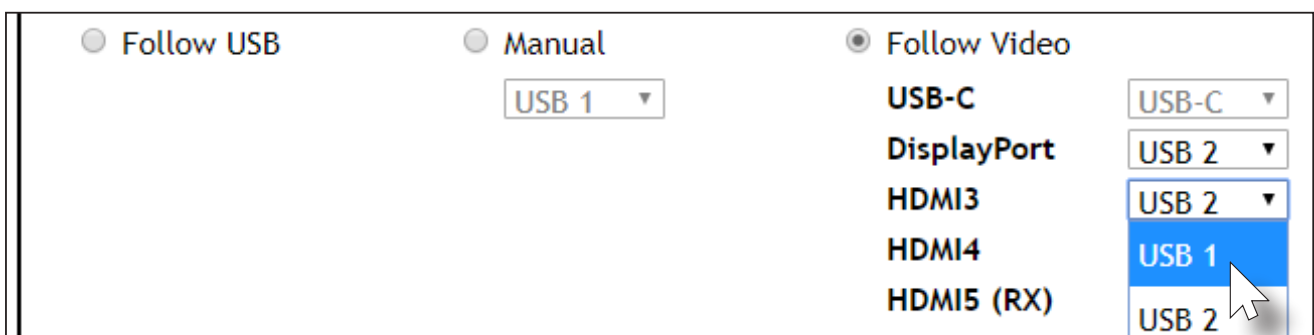 Follow USB Manual Follow Video
USB 1 USB-C USB-C
DisplayPort USB 2
HDMI3 USB 2
HDMI4 USB 1
HDMI5 (RX) USB 2